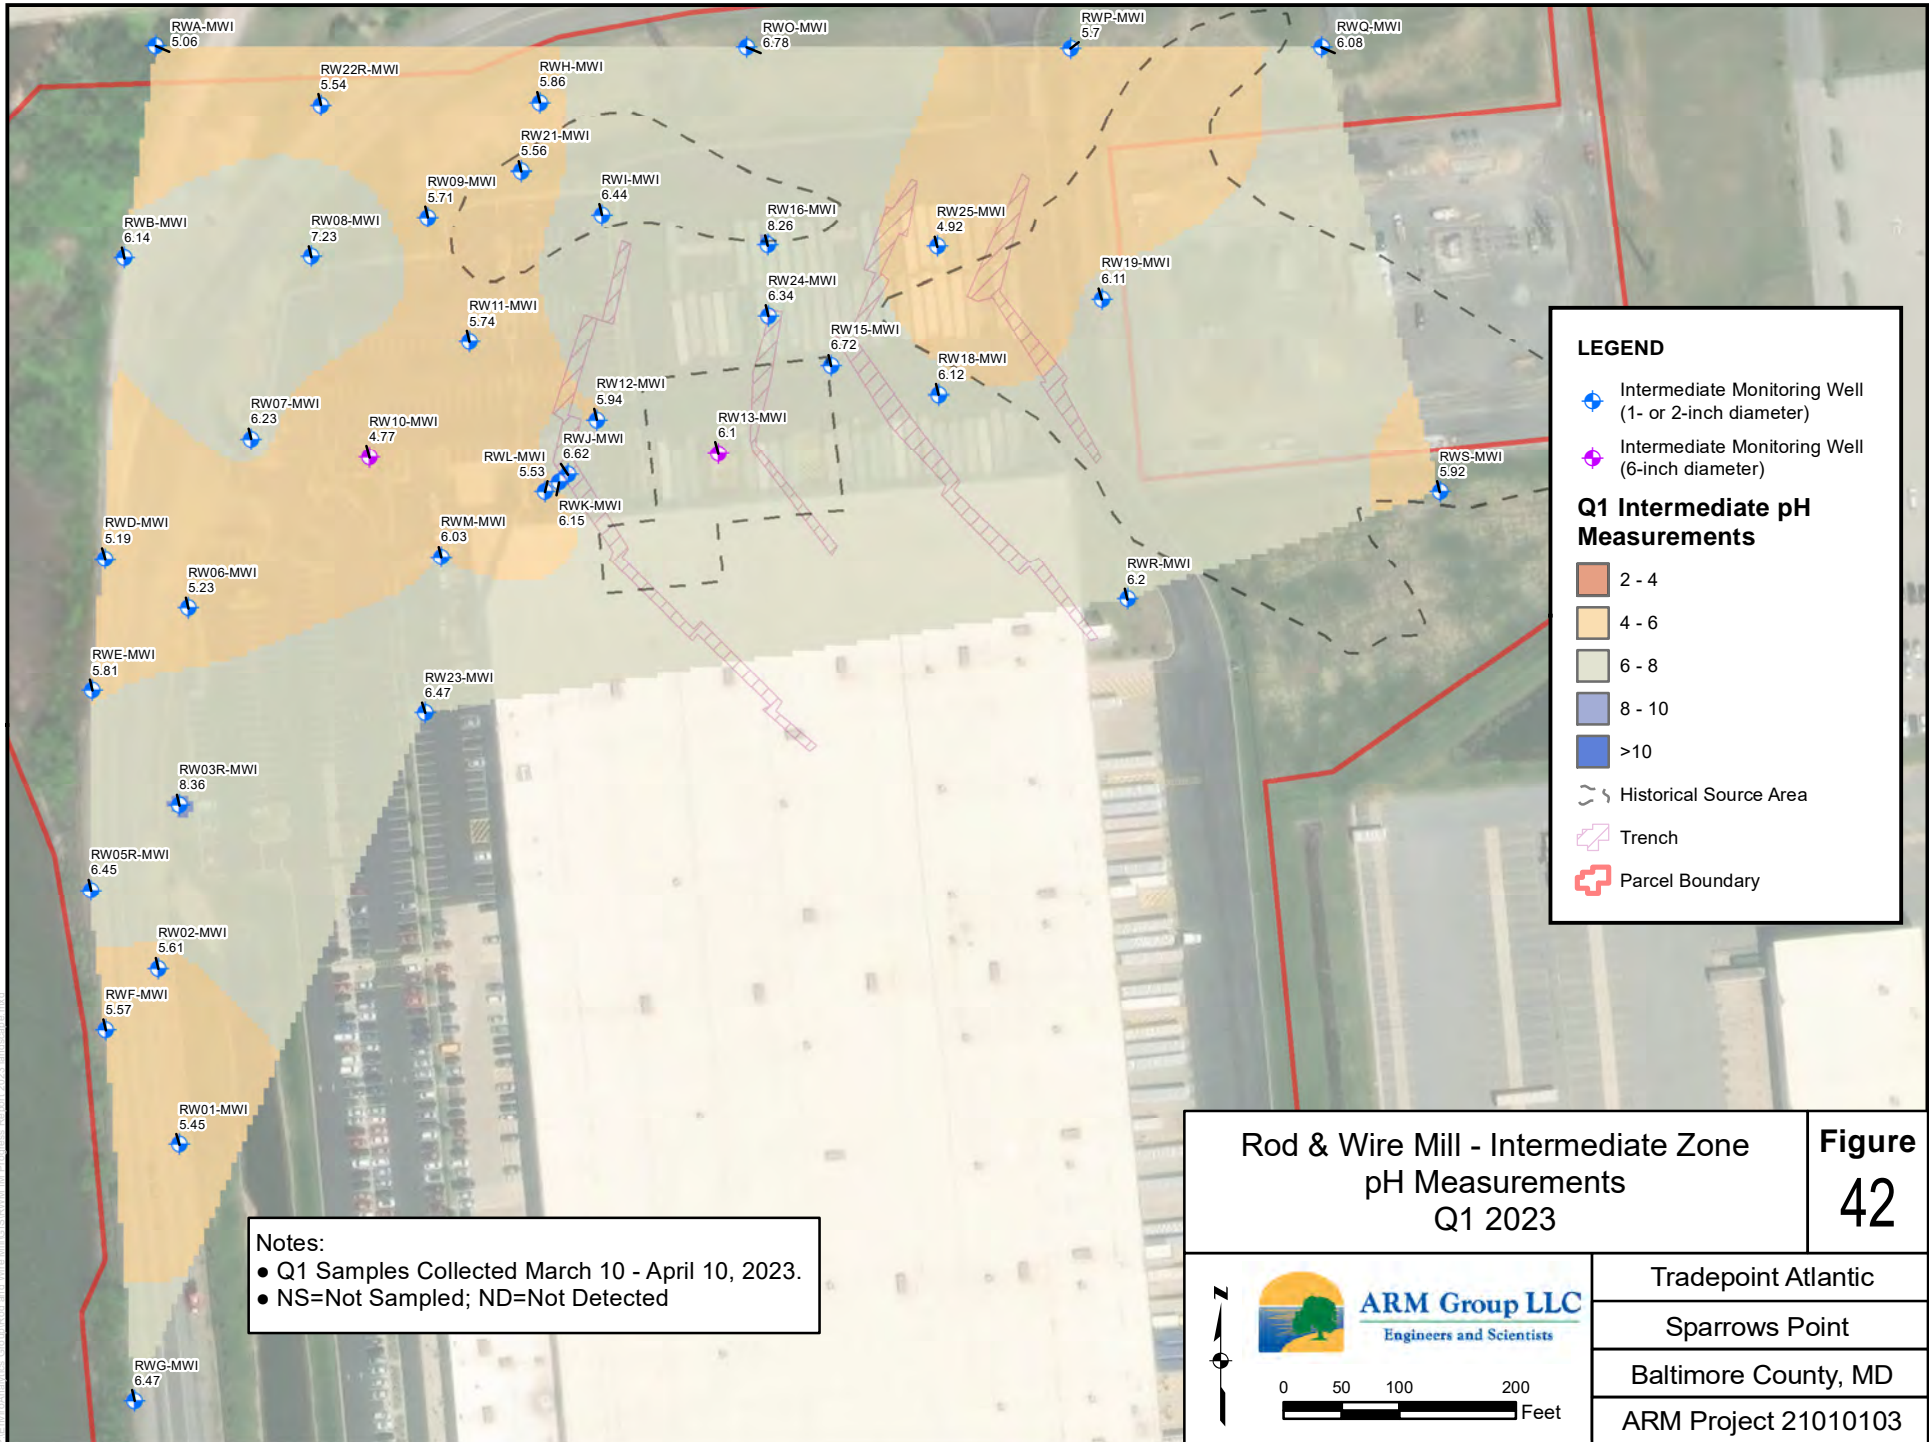 RWA-MWI
5.06
RW22R-MWI
5.54
RWH-MWI
5.86
RWO-MWI
6.78
RWP-MWI
5.7
RWQ-MWI
6.08
RW21-MWI
5.56
RW09-MWI
5.71
RWI-MWI
6.44
RW16-MWI
8.26
RW25-MWI
4.92
RWB-MWI
6.14
RW08-MWI
7.23
RW19-MWI
6.11
RW24-MWI
6.34
RW11-MWI
5.74
RW15-MWI
6.72
RW18-MWI
6.12
RW12-MWI
5.94
RW07-MWI
6.23
RW10-MWI
4.77
RW13-MWI
6.1
RWJ-MWI
6.62
RWL-MWI
5.53
RWK-MWI
6.15
RWS-MWI
5.92
RWD-MWI
5.19
RWM-MWI
6.03
RW06-MWI
5.23
RWR-MWI
6.2
RWE-MWI
5.81
RW23-MWI
6.47
RW03R-MWI
8.36
RW05R-MWI
6.45
RW02-MWI
5.61
RWF-MWI
5.57
RW01-MWI
5.45
RWG-MWI
6.47
LEGEND
Intermediate Monitoring Well
(1- or 2-inch diameter)
Intermediate Monitoring Well
(6-inch diameter)
Q1 Intermediate pH
Measurements
2 - 4
4 - 6
6 - 8
8 - 10
>10
Historical Source Area
Trench
Parcel Boundary
Notes:
● Q1 Samples Collected March 10 - April 10, 2023.
● NS=Not Sampled; ND=Not Detected
Rod & Wire Mill - Intermediate Zone
pH Measurements
Q1 2023
Figure
42
Z
ARM Group LLC
Engineers and Scientists
0 50 100 200
Feet
Tradepoint Atlantic
Sparrows Point
Baltimore County, MD
ARM Project 21010103